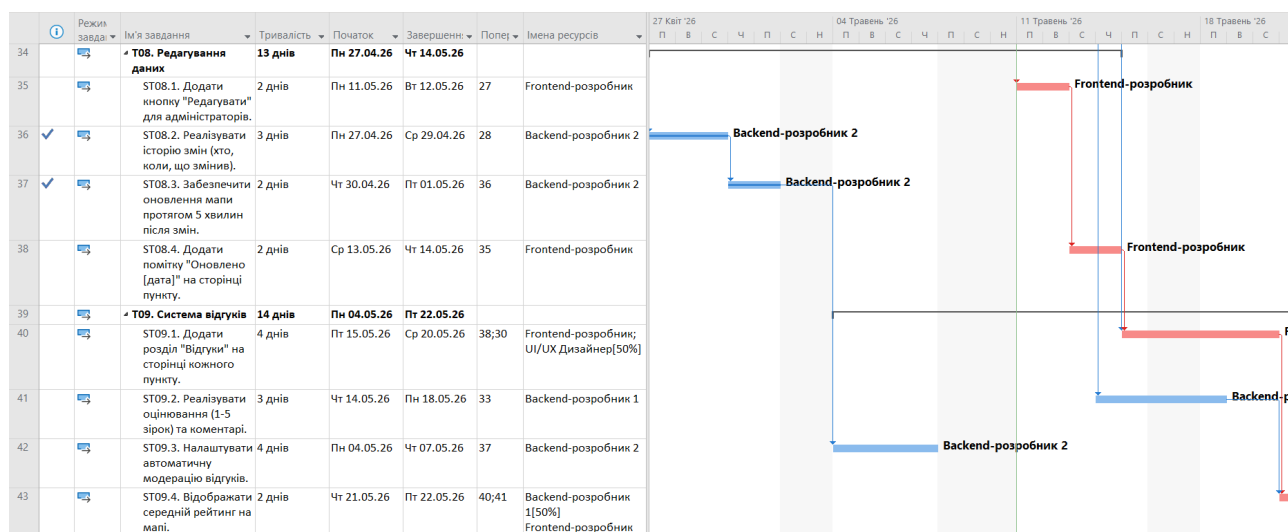 Режим завдан Ім'я завдання Тривалість Початок Завершення Попер Імена ресурсів
27 Квіт '26 04 Травень '26 11 Травень '26 18 Травень '26
П В С Ч П С Н П В С Ч П С Н П В С Ч П С Н П В С
34 T08. Редагування даних 13 днів Пн 27.04.26 Чт 14.05.26
35 ST08.1. Додати кнопку "Редагувати" для адміністраторів. 2 днів Пн 11.05.26 Вт 12.05.26 27 Frontend-розробник
Frontend-розробник
36 ST08.2. Реалізувати історію змін (хто, коли, що змінив). 3 днів Пн 27.04.26 Ср 29.04.26 28 Backend-розробник 2
Backend-розробник 2
37 ST08.3. Забезпечити оновлення мапи протягом 5 хвилин після змін. 2 днів Чт 30.04.26 Пт 01.05.26 36 Backend-розробник 2
Backend-розробник 2
38 ST08.4. Додати помітку "Оновлено [дата]" на сторінці пункту. 2 днів Ср 13.05.26 Чт 14.05.26 35 Frontend-розробник
Frontend-розробник
39 T09. Система відгуків 14 днів Пн 04.05.26 Пт 22.05.26
40 ST09.1. Додати розділ "Відгуки" на сторінці кожного пункту. 4 днів Пт 15.05.26 Ср 20.05.26 38;30 Frontend-розробник; UI/UX Дизайнер[50%]
41 ST09.2. Реалізувати оцінювання (1-5 зірок) та коментарі. 3 днів Чт 14.05.26 Пн 18.05.26 33 Backend-розробник 1
42 ST09.3. Налаштувати автоматичну модерацію відгуків. 4 днів Пн 04.05.26 Чт 07.05.26 37 Backend-розробник 2
Backend-розробник 2
43 ST09.4. Відображати середній рейтинг на мапі. 2 днів Чт 21.05.26 Пт 22.05.26 40;41 Backend-розробник 1[50%] Frontend-розробник